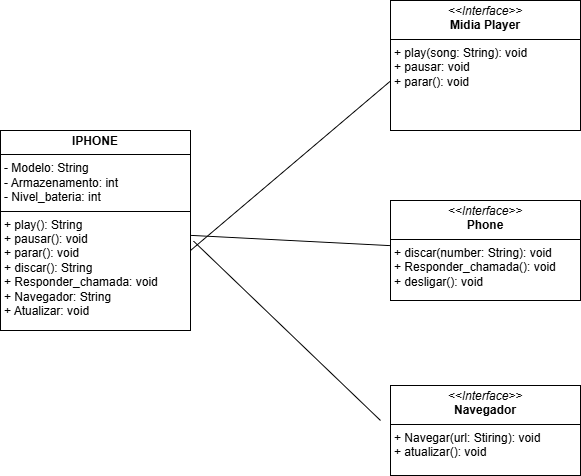 <<Interface>>
Midia Player
+ play(song: String): void
+ pausar: void
+ parar(): void
IPHONE
- Modelo: String
- Armazenamento: int
- Nivel_bateria: int
+ play(): String
+ pausar(): void
+ parar(): void
+ discar(): String
+ Responder_chamada: void
+ Navegador: String
+ Atualizar: void
<<Interface>>
Phone
+ discar(number: String): void
+ Responder_chamada(): void
+ desligar(): void
<<Interface>>
Navegador
+ Navegar(url: Stiring): void
+ atualizar(): void